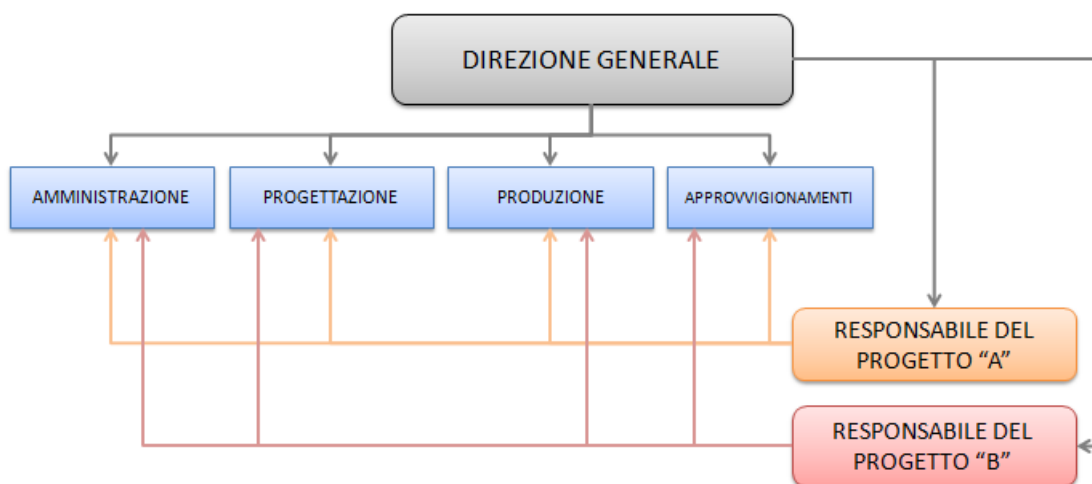 DIREZIONE GENERALE
AMMINISTRAZIONE
PROGETTAZIONE
PRODUZIONE
APPROVVIGIONAMENTI
RESPONSABILE DEL
PROGETTO “A”
RESPONSABILE DEL
PROGETTO “B”